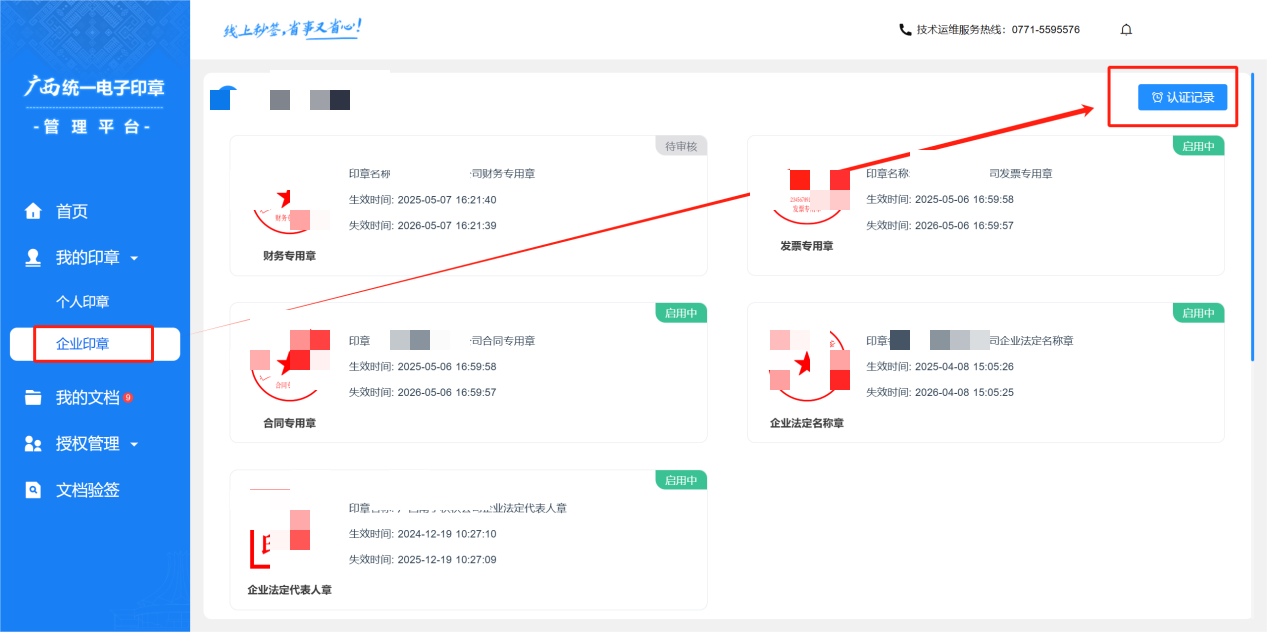 线上秒签,省事又省心!
技术运维服务热线: 0771-5595576
广西统一电子印章
-管理平台-
首页
我的印章
个人印章
企业印章
我的文档 9
授权管理
文档验签
认证记录
待审核
印章名称
司财务专用章
生效时间: 2025-05-07 16:21:40
失效时间: 2026-05-07 16:21:39
财务专用章
启用中
印章名称
司发票专用章
生效时间: 2025-05-06 16:59:58
失效时间: 2026-05-06 16:59:57
发票专用章
启用中
印章
司合同专用章
生效时间: 2025-05-06 16:59:58
失效时间: 2026-05-06 16:59:57
合同专用章
启用中
印章
司企业法定名称章
生效时间: 2025-04-08 15:05:26
失效时间: 2026-04-08 15:05:25
企业法定名称章
启用中
印章
企业法定代表人章
生效时间: 2024-12-19 10:27:10
失效时间: 2025-12-19 10:27:09
企业法定代表人章